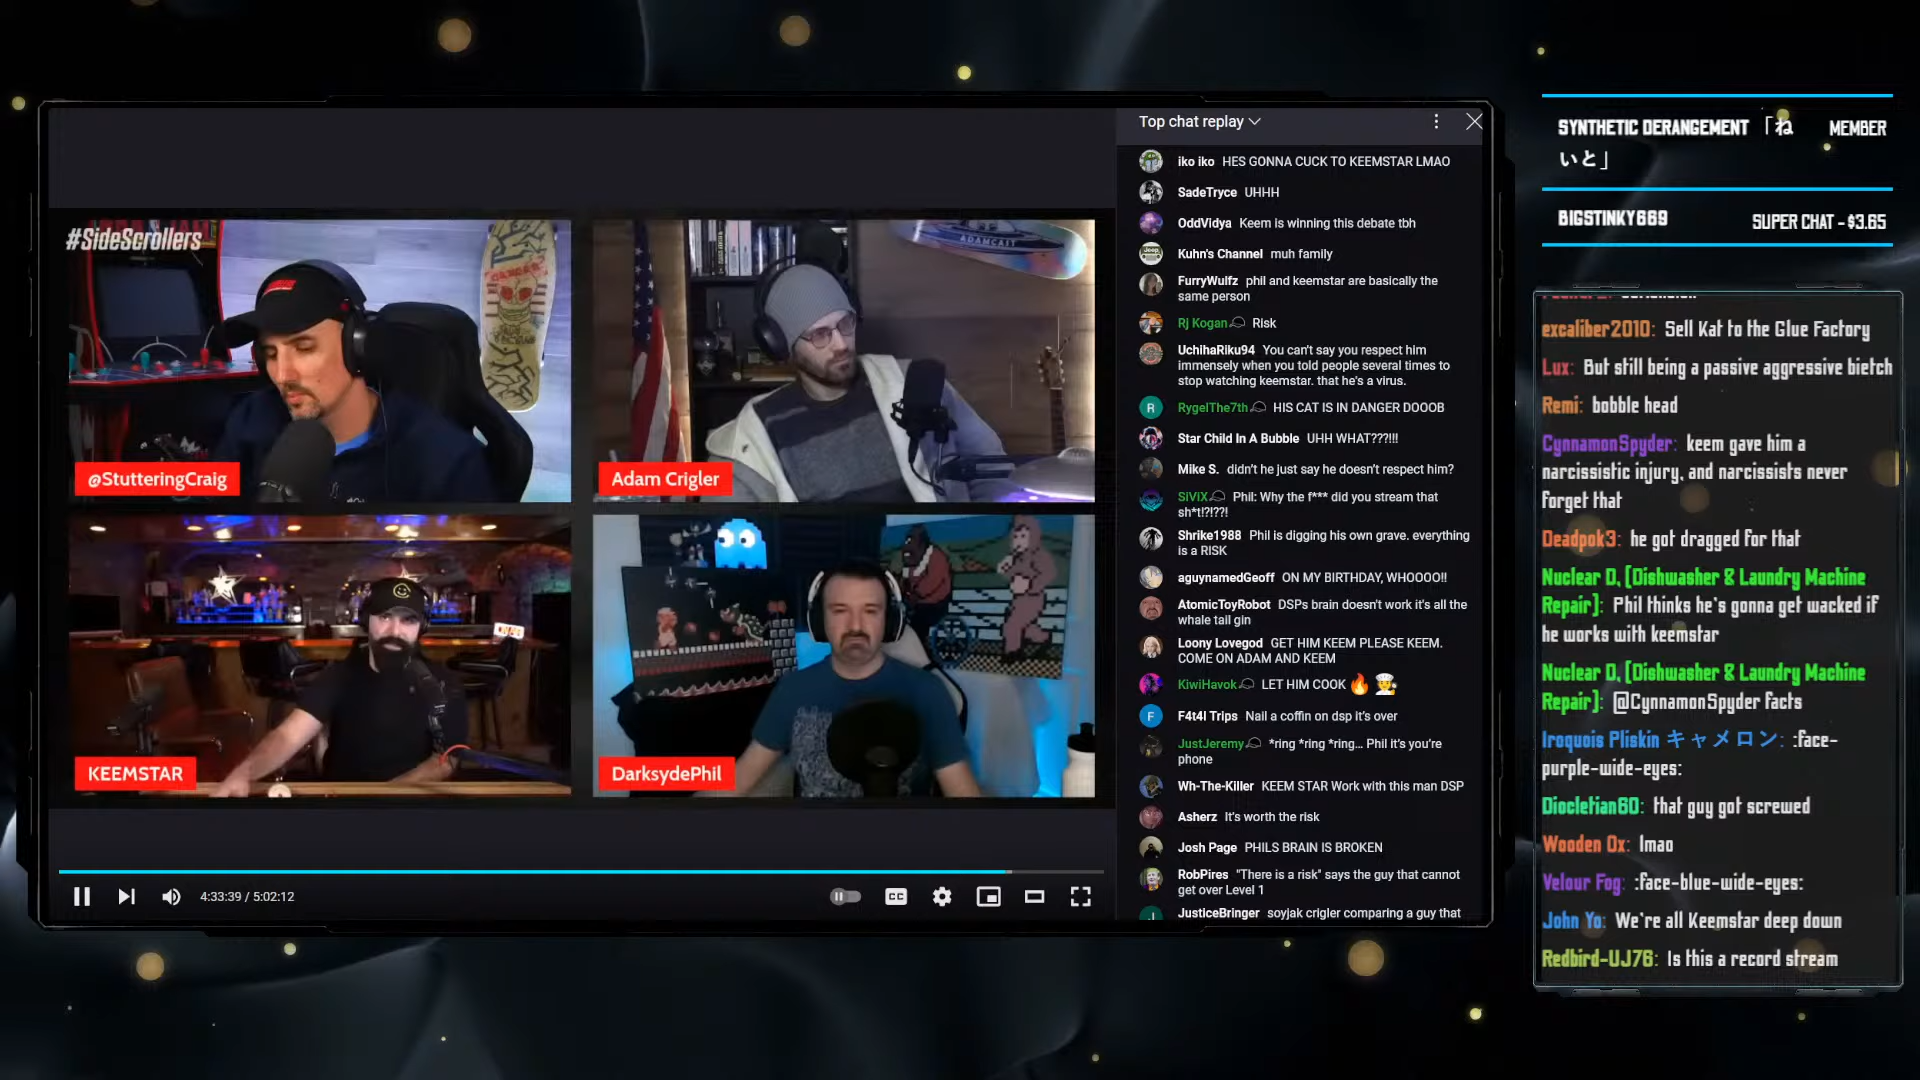 #SideScrollers
@StutteringCraig
ADAMCAST
Adam Crigler
KEEMSTAR
DarksydePhil
4:33:39 / 5:02:12
CC
Top chat replay
iko iko HES GONNA CUCK TO KEEMSTAR LMAO
SadeTryce UHHH
OddVidya Keem is winning this debate tbh
Kuhn's Channel muh family
FurryWulfz phil and keemstar are basically the
same person
Rj Kogan Risk
UchihaRiku94 You can't say you respect him
immensely when you told people several times to
stop watching keemstar. that he's a virus.
R
RygelThe7th HIS CAT IS IN DANGER DOOOB
Star Child In A Bubble UHH WHAT???!!!
Mike S. didn't he just say he doesn't respect him?
SiViX Phil: Why the f*** did you stream that
sh*t!?!??!
Shrike1988 Phil is digging his own grave. everything
is a RISK
aguynamedGeoff ON MY BIRTHDAY, WHOOOO!!
AtomicToyRobot DSPs brain doesn't work it's all the
whale tail gin
Loony Lovegod GET HIM KEEM PLEASE KEEM.
COME ON ADAM AND KEEM
KiwiHavok LET HIM COOK 🔥 👨‍🍳
F
F4t4l Trips Nail a coffin on dsp it's over
JustJeremy *ring *ring *ring... Phil it's you're
phone
Wh-The-Killer KEEM STAR Work with this man DSP
Asherz It's worth the risk
Josh Page PHILS BRAIN IS BROKEN
RobPires "There is a risk" says the guy that cannot
get over Level 1
J
JusticeBringer soyjak crigler comparing a guy that
SYNTHETIC DERANGEMENT 「ね MEMBER
いと」
BIGSTINKY669 SUPER CHAT - $3.65
excaliber2010: Sell Kat to the Glue Factory
Lux: But still being a passive aggressive bietch
Remi: bobble head
CynnamonSpyder: keem gave him a
narcissistic injury, and narcissists never
forget that
Deadpok3: he got dragged for that
Nuclear D, [Dishwasher & Laundry Machine
Repair]: Phil thinks he's gonna get wacked if
he works with keemstar
Nuclear D, [Dishwasher & Laundry Machine
Repair]: @CynnamonSpyder facts
Iroquois Pliskin キャメロン: :face-
purple-wide-eyes:
Diocletian60: that guy got screwed
Wooden Ox: lmao
Velour Fog: :face-blue-wide-eyes:
John Yo: We're all Keemstar deep down
Redbird-UJ76: Is this a record stream